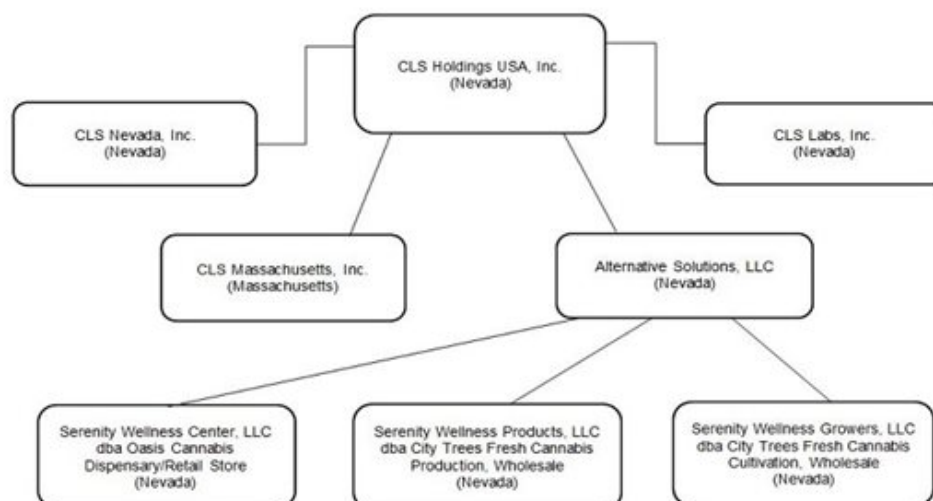 CLS Holdings USA, Inc.
(Nevada)
CLS Nevada, Inc.
(Nevada)
CLS Labs, Inc.
(Nevada)
CLS Massachusetts, Inc.
(Massachusetts)
Alternative Solutions, LLC
(Nevada)
Serenity Wellness Center, LLC
dba Oasis Cannabis
Dispensary/Retail Store
(Nevada)
Serenity Wellness Products, LLC
dba City Trees Fresh Cannabis
Production, Wholesale
(Nevada)
Serenity Wellness Growers, LLC
dba City Trees Fresh Cannabis
Cultivation, Wholesale
(Nevada)